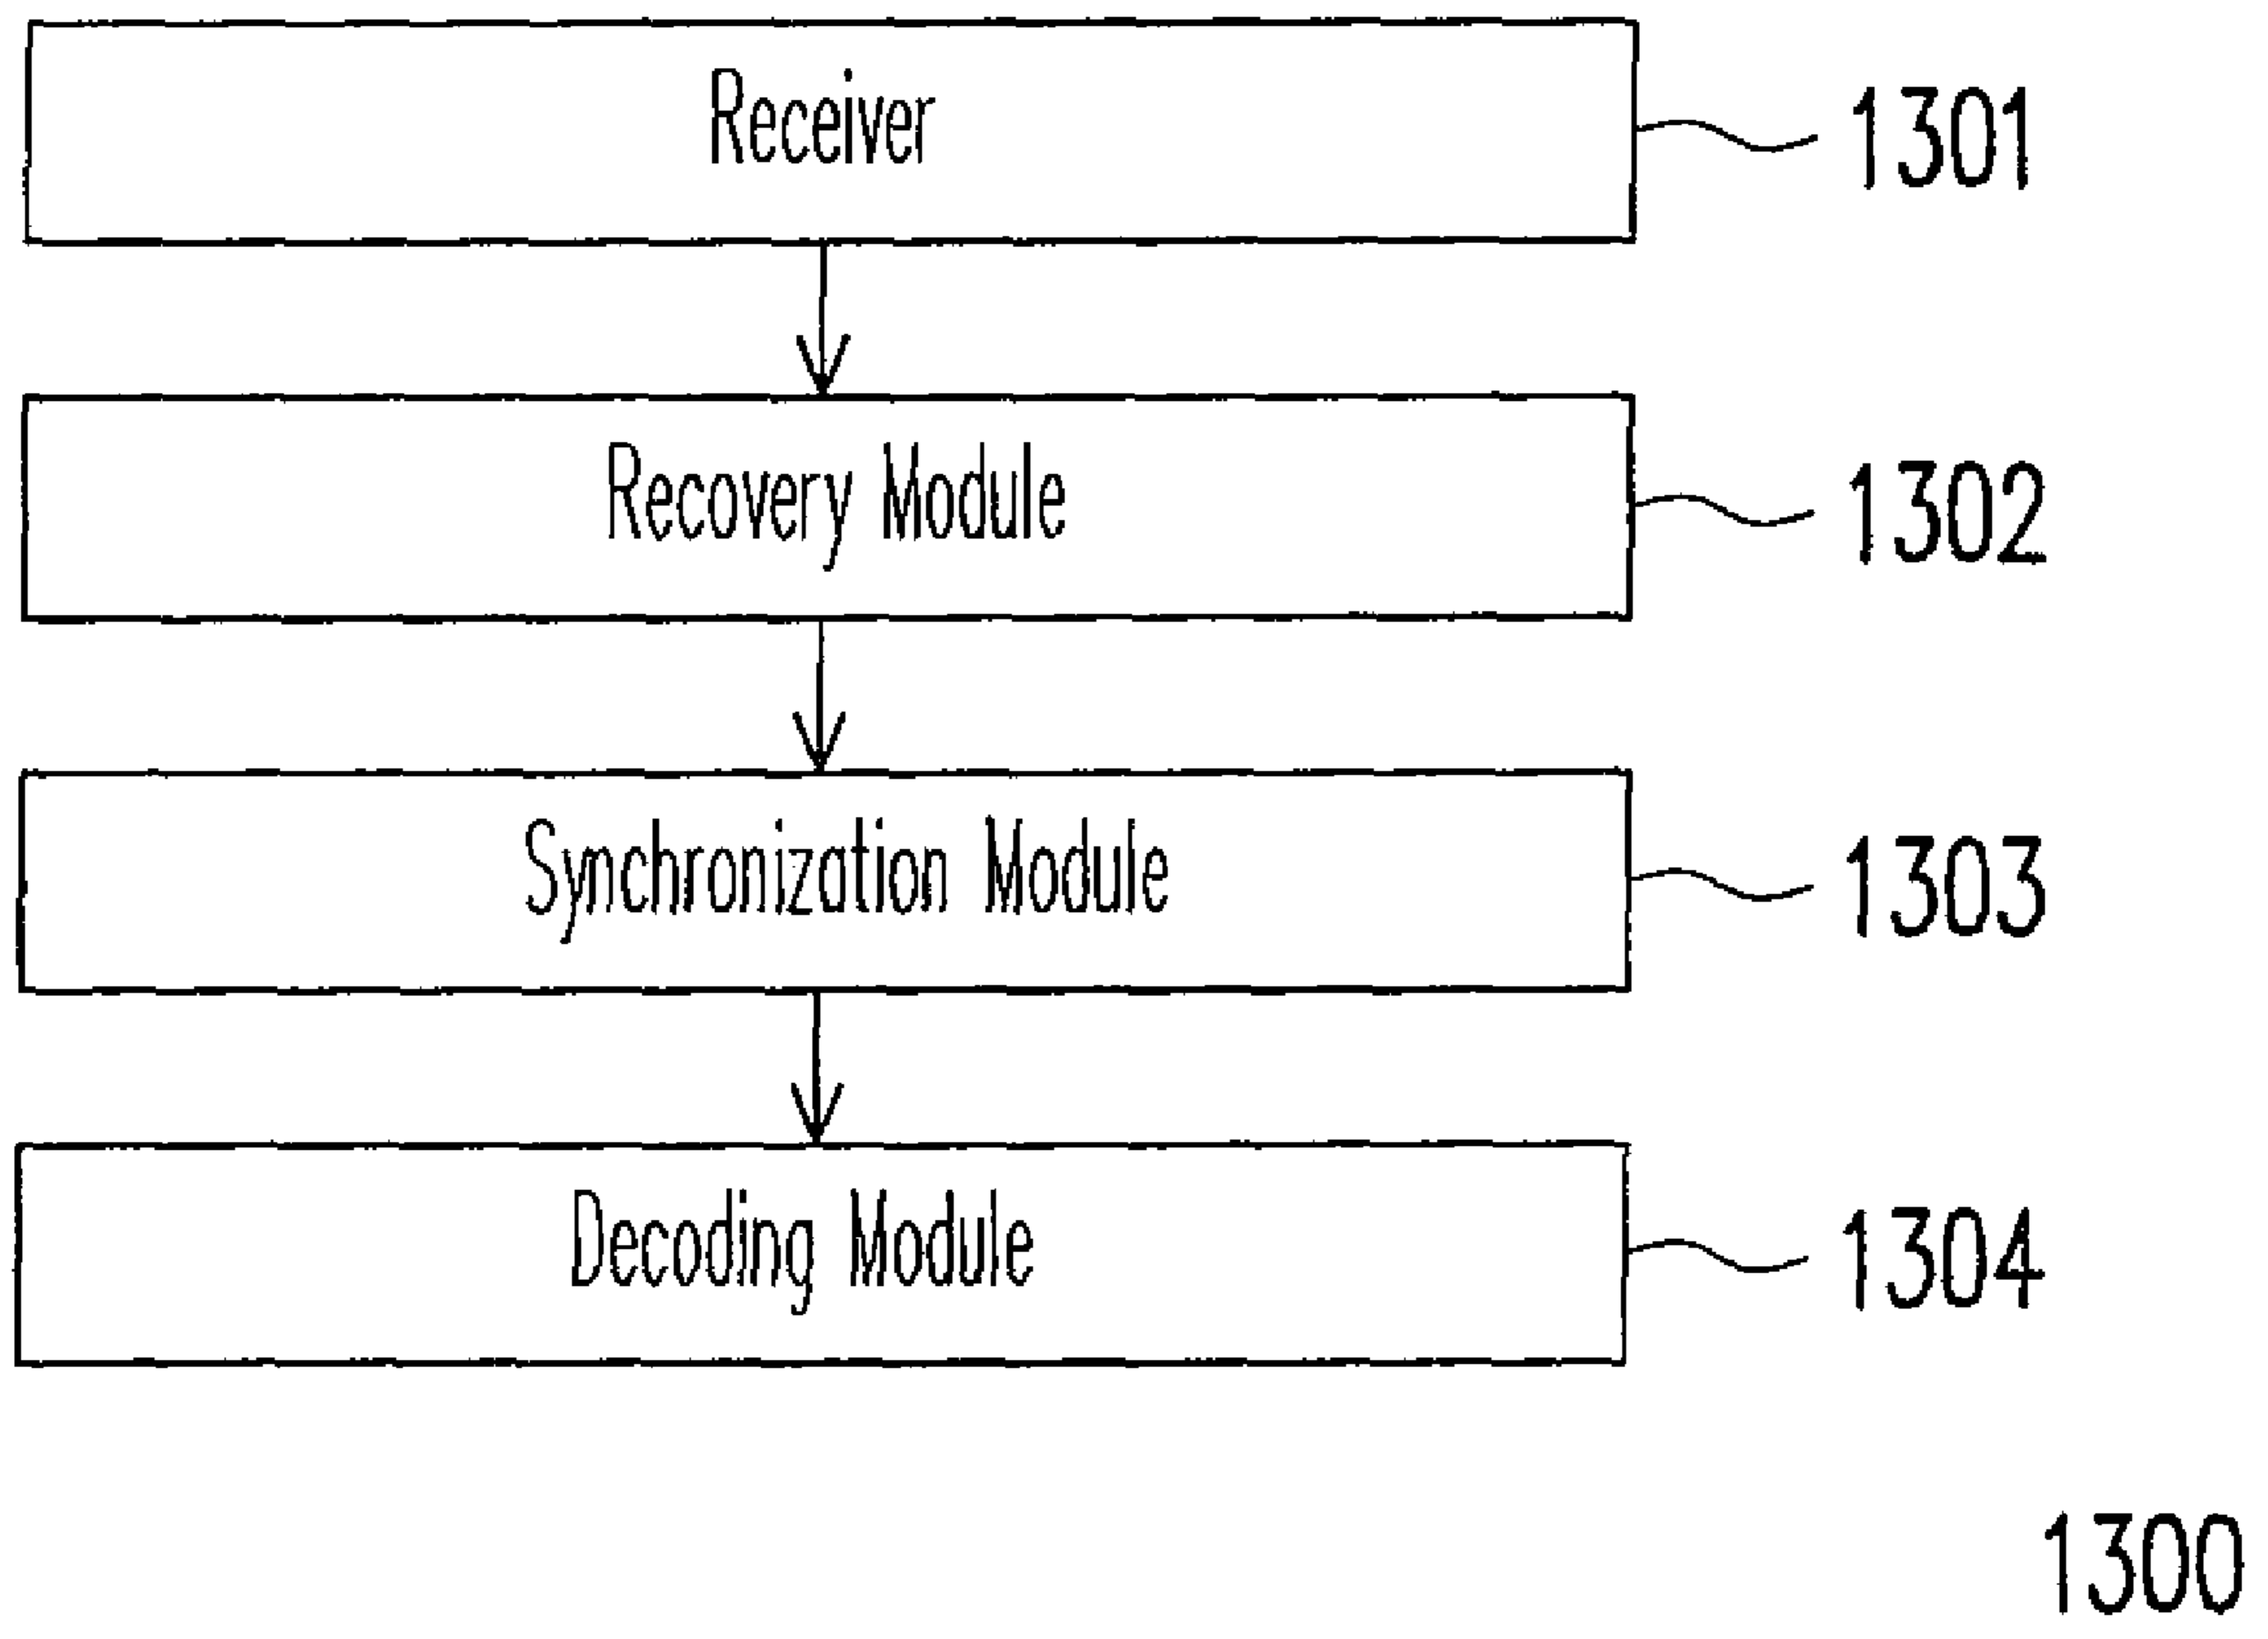 Receiver 1301
Recovery Module 1302
Synchronization Module 1303
Decoding Module 1304
1300